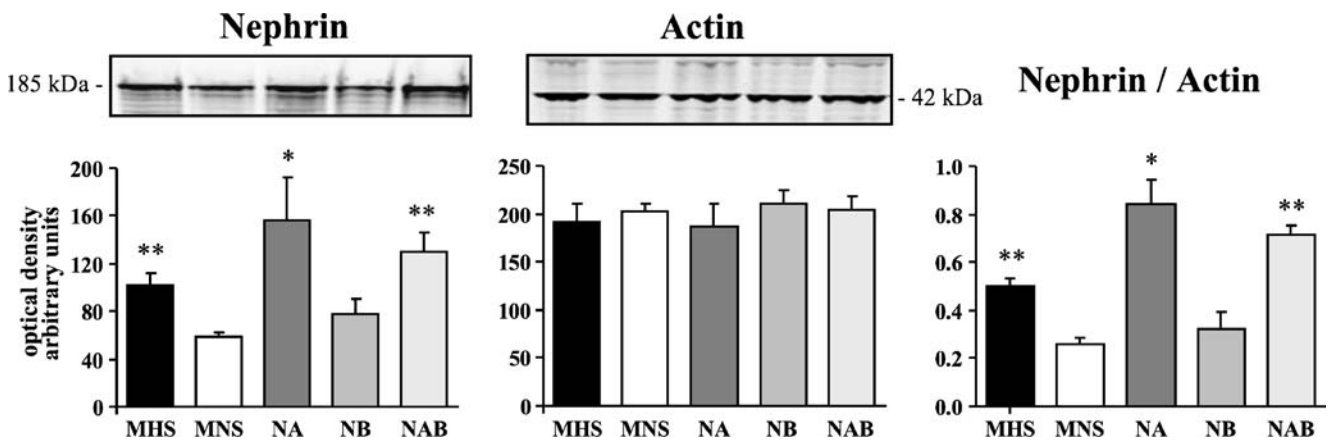 Nephrin
185 kDa -
Actin
- 42 kDa
Nephrin / Actin
optical density
arbitrary units
200
160
120
80
40
0
**
*
**
MHS MNS NA NB NAB
250
200
150
100
50
0
MHS MNS NA NB NAB
1.0
0.8
0.6
0.4
0.2
0.0
**
*
**
MHS MNS NA NB NAB